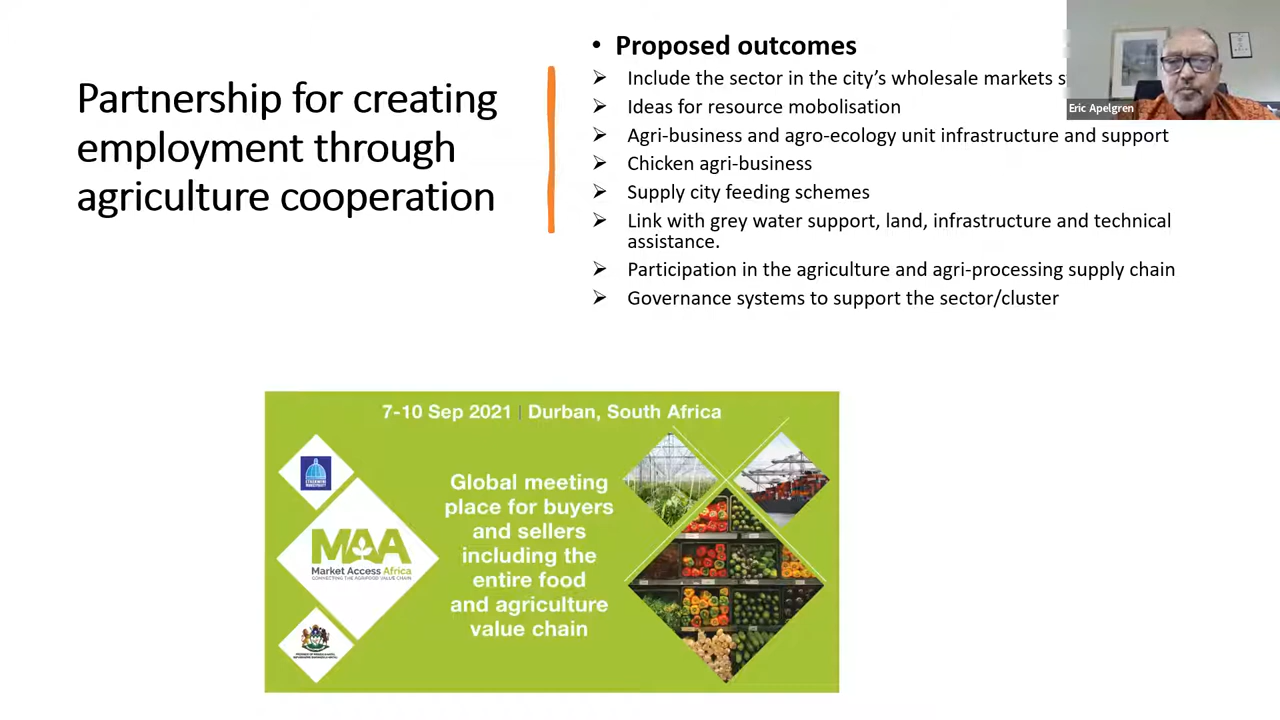 Partnership for creating
employment through
agriculture cooperation
• Proposed outcomes
Include the sector in the city's wholesale markets
Ideas for resource mobolisation
Agri-business and agro-ecology unit infrastructure and support
Chicken agri-business
Supply city feeding schemes
Link with grey water support, land, infrastructure and technical
assistance.
Participation in the agriculture and agri-processing supply chain
Governance systems to support the sector/cluster
Eric Apelgren
7-10 Sep 2021 | Durban, South Africa
Global meeting
place for buyers
and sellers
including the
entire food
and agriculture
value chain
MAA
Market Access Africa
CONNECTING THE AGRIFOOD VALUE CHAIN